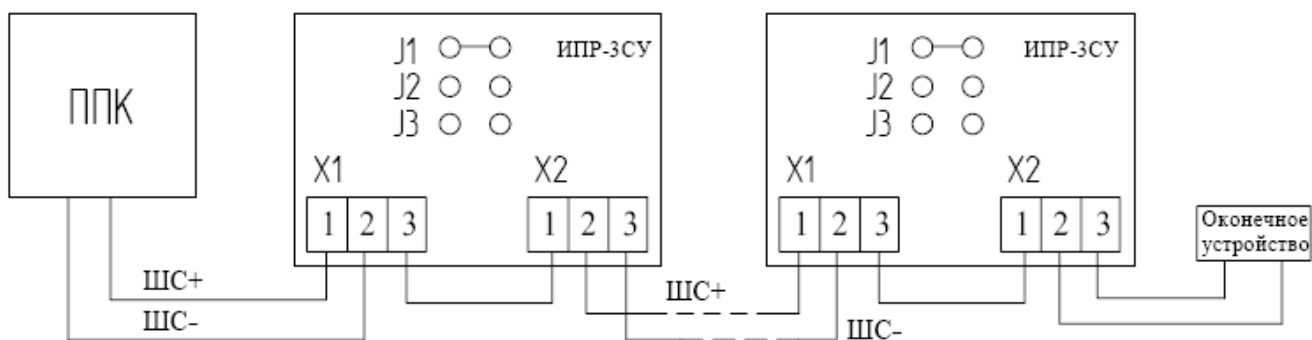 ППК
J1 ИПР-3СУ
J2
J3
X1 X2
1 2 3 1 2 3
J1 ИПР-3СУ
J2
J3
X1 X2
1 2 3 1 2 3
Оконечное
устройство
ШС+
ШС-
ШС+
ШС-